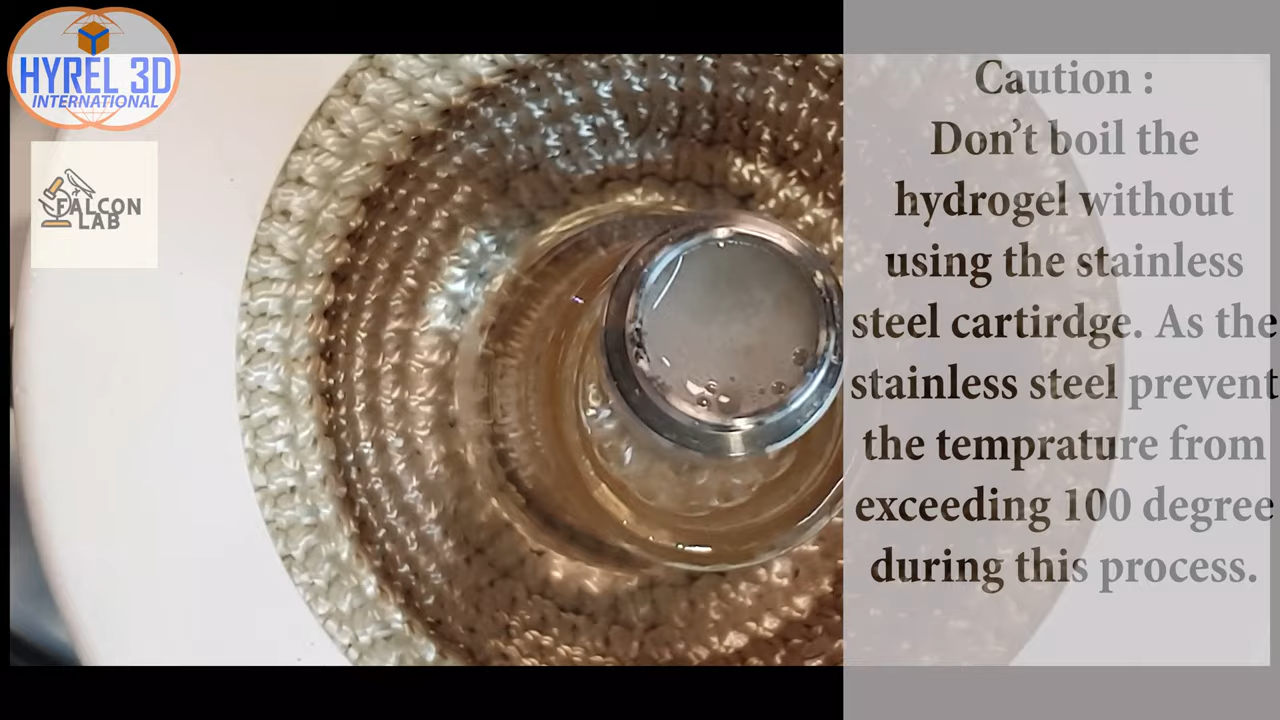 HYREL 3D
INTERNATIONAL
FALCON
LAB
Caution :
Don’t boil the
hydrogel without
using the stainless
steel cartirdge. As the
stainless steel prevent
the temprature from
exceeding 100 degree
during this process.